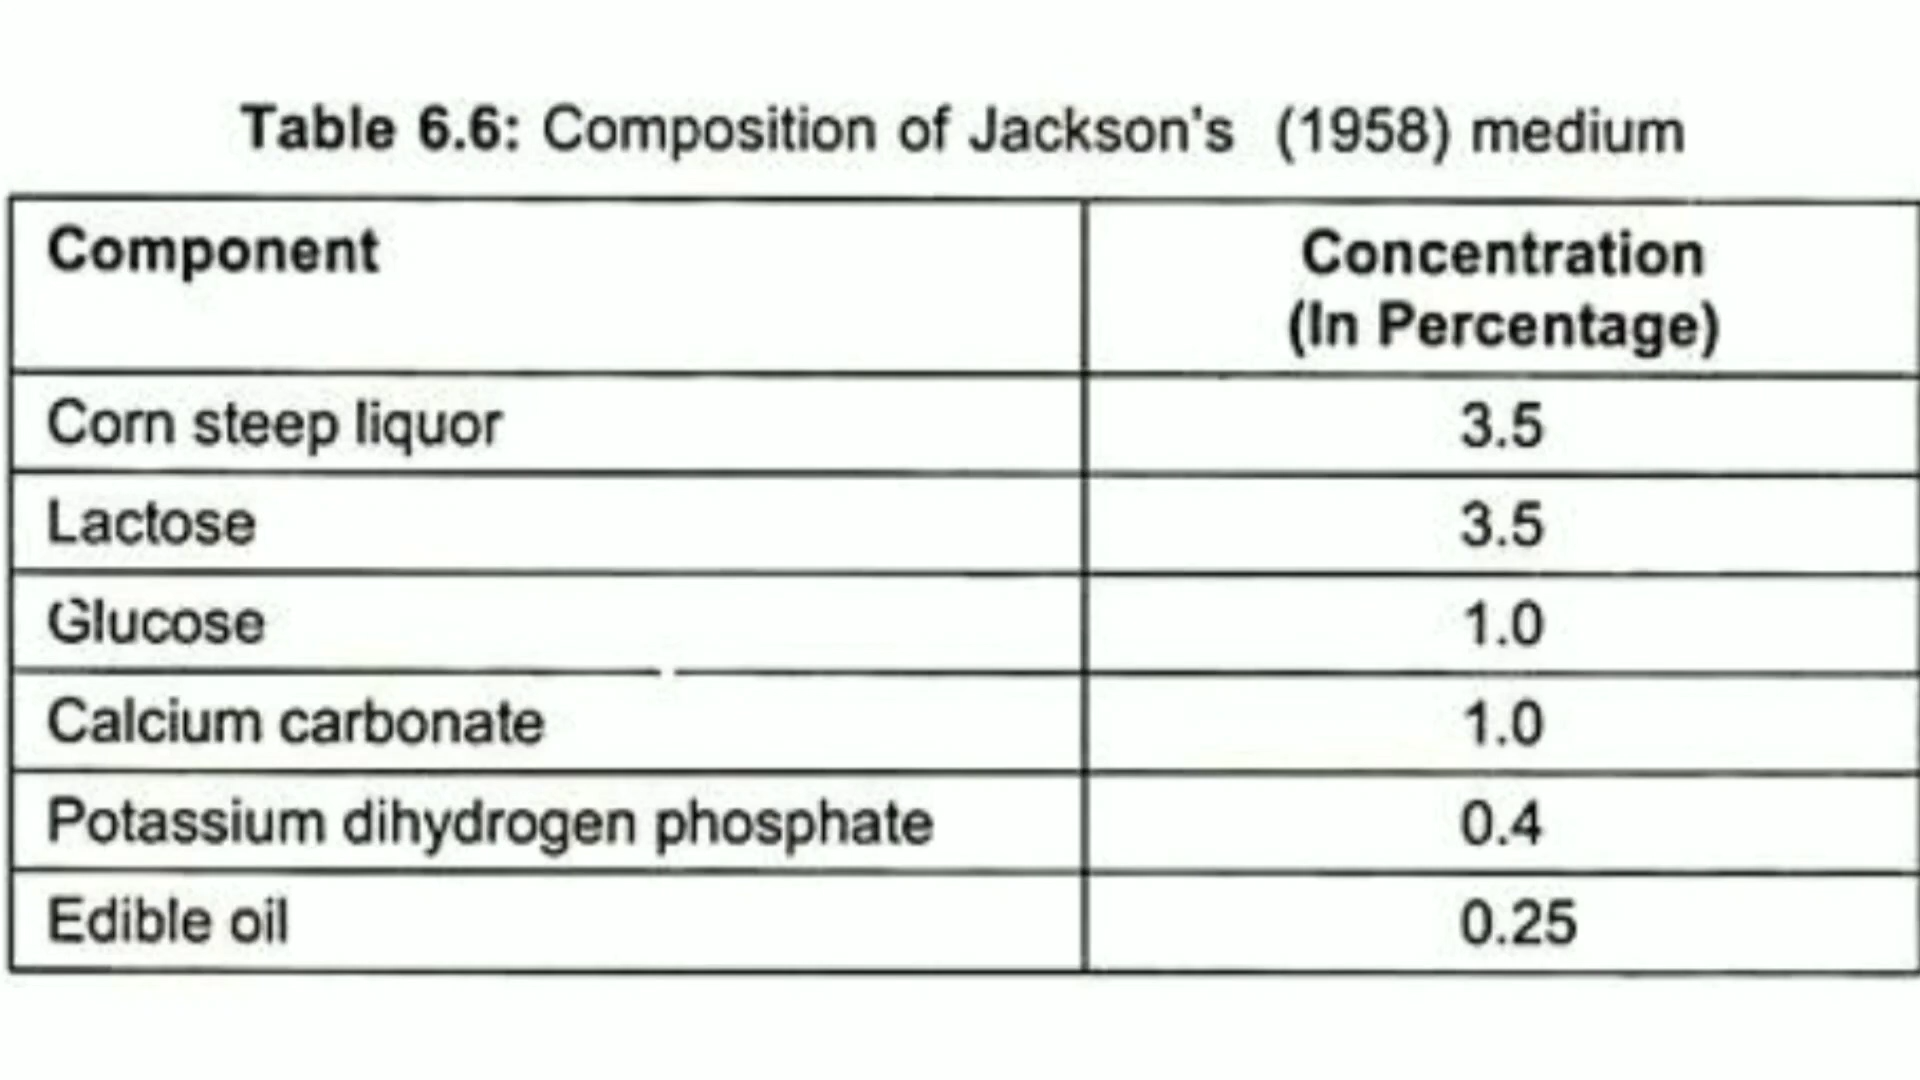 Table 6.6: Composition of Jackson's (1958) medium
Component
Concentration
(In Percentage)
Corn steep liquor
3.5
Lactose
3.5
Glucose
1.0
Calcium carbonate
1.0
Potassium dihydrogen phosphate
0.4
Edible oil
0.25